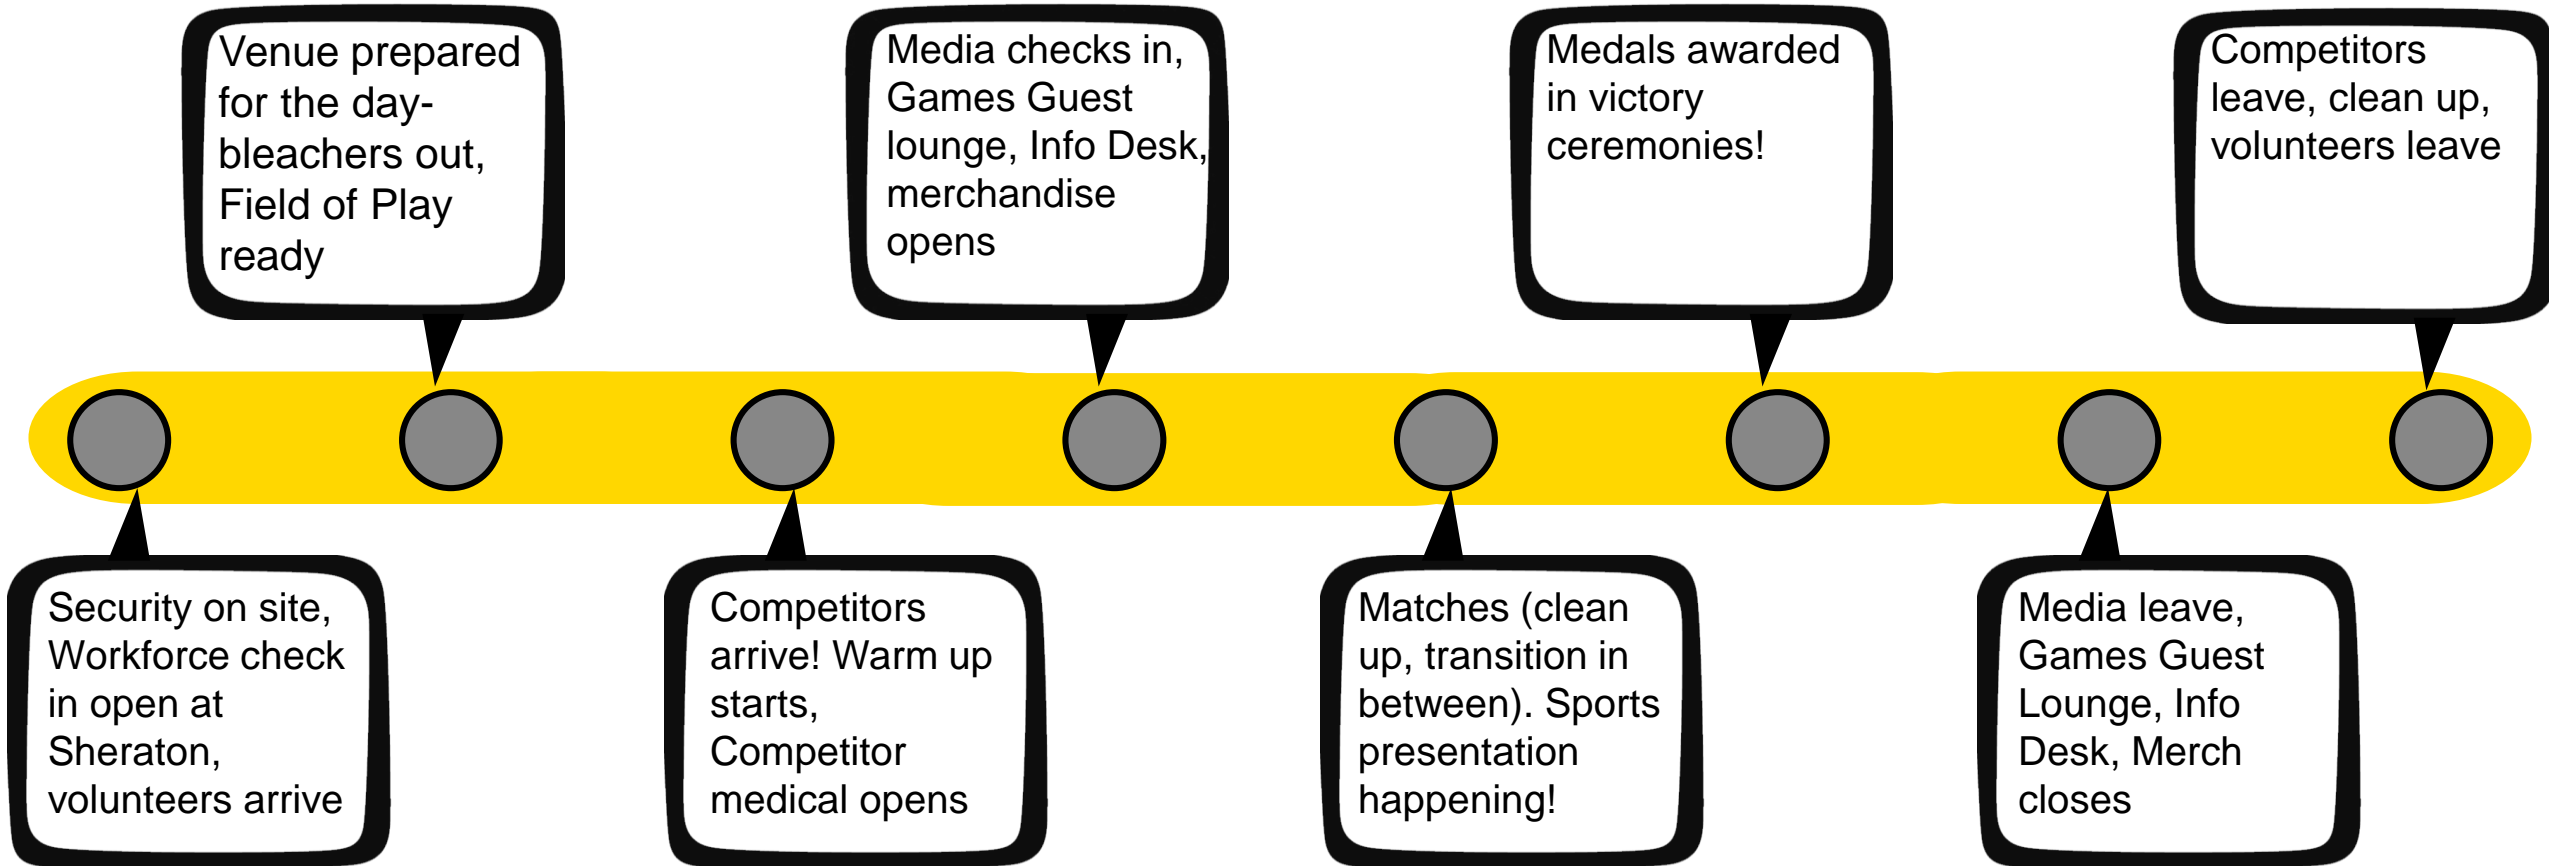 Security on site,
Workforce check
in open at
Sheraton,
volunteers arrive
Venue prepared
for the day-
bleachers out,
Field of Play
ready
Competitors
arrive! Warm up
starts,
Competitor
medical opens
Media checks in,
Games Guest
lounge, Info Desk,
merchandise
opens
Matches (clean
up, transition in
between). Sports
presentation
happening!
Medals awarded
in victory
ceremonies!
Media leave,
Games Guest
Lounge, Info
Desk, Merch
closes
Competitors
leave, clean up,
volunteers leave